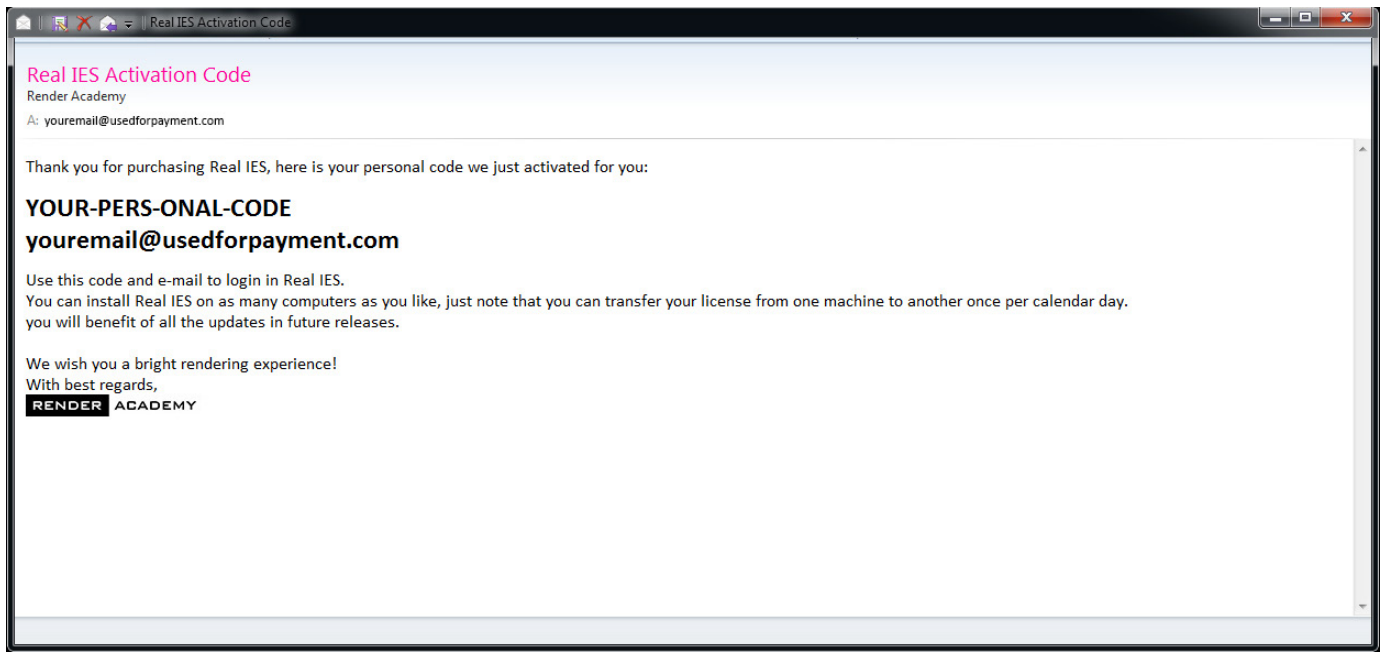 Real IES Activation Code
Real IES Activation Code
Render Academy
A: youremail@usedforpayment.com
Thank you for purchasing Real IES, here is your personal code we just activated for you:
YOUR-PERS-ONAL-CODE
youremail@usedforpayment.com
Use this code and e-mail to login in Real IES.
You can install Real IES on as many computers as you like, just note that you can transfer your license from one machine to another once per calendar day.
you will benefit of all the updates in future releases.
We wish you a bright rendering experience!
With best regards,
RENDER ACADEMY